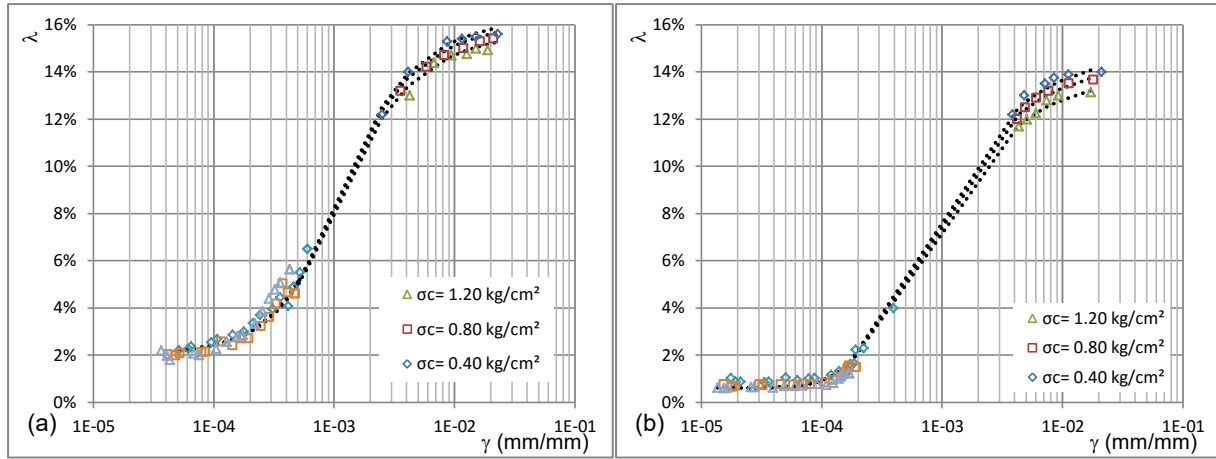 λ
16%
14%
12%
10%
8%
6%
4%
2%
0%
σc= 1.20 kg/cm²
σc= 0.80 kg/cm²
σc= 0.40 kg/cm²
1E-05 1E-04 1E-03 1E-02 1E-01
(a) γ (mm/mm)
λ
16%
14%
12%
10%
8%
6%
4%
2%
0%
σc= 1.20 kg/cm²
σc= 0.80 kg/cm²
σc= 0.40 kg/cm²
1E-05 1E-04 1E-03 1E-02 1E-01
(b) γ (mm/mm)